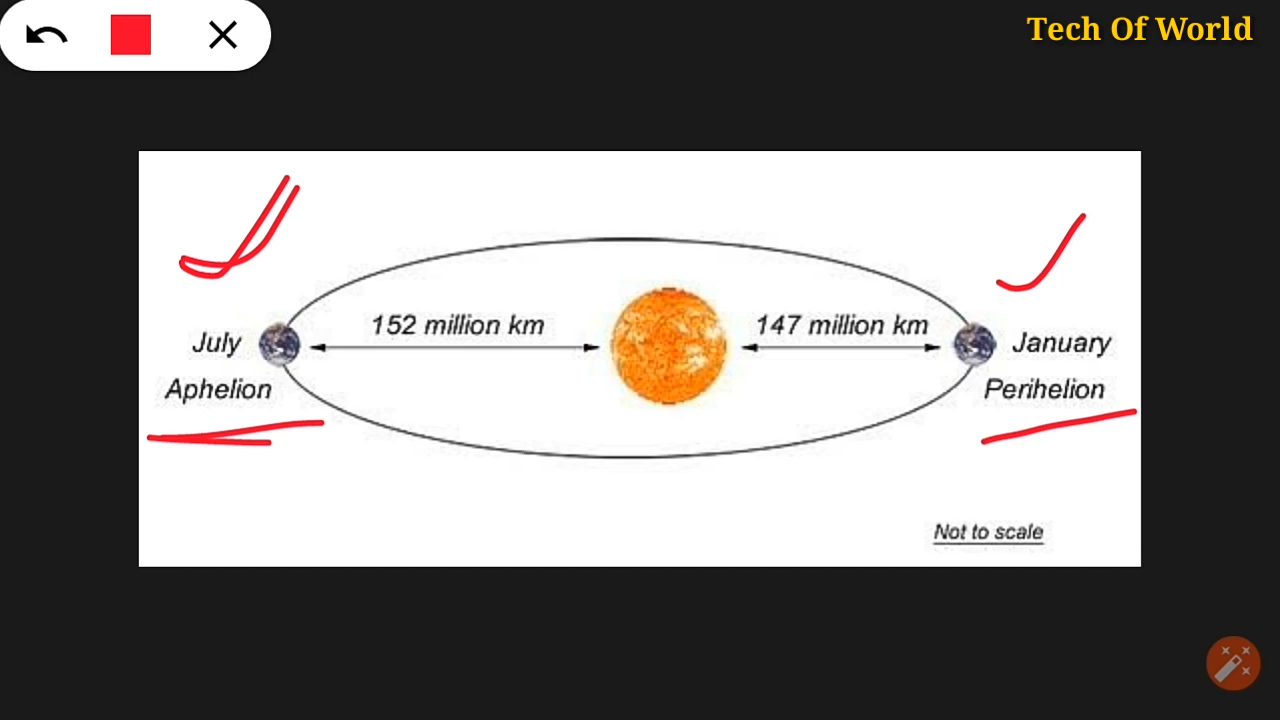 Tech Of World
152 million km
147 million km
July
January
Aphelion
Perihelion
Not to scale